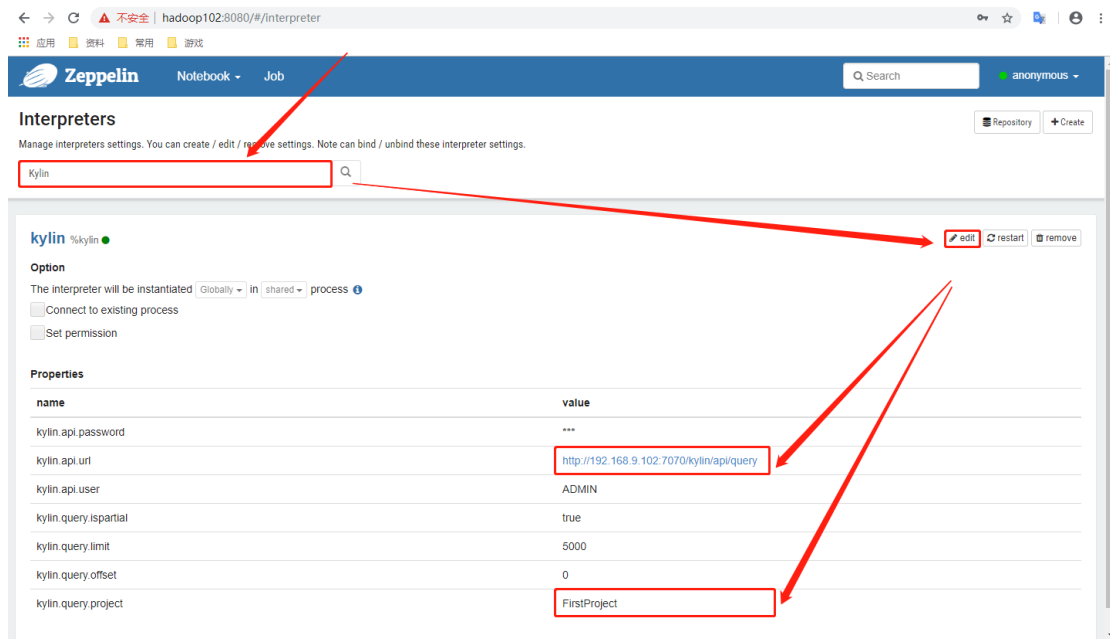 不安全 | hadoop102:8080/#/interpreter
应用 资料 常用 游戏
Zeppelin Notebook Job Search anonymous
Interpreters Repository Create
Manage interpreters settings. You can create / edit / remove settings. Note can bind / unbind these interpreter settings.
Kylin
kylin %kylin edit restart remove
Option
The interpreter will be instantiated Globally in shared process
Connect to existing process
Set permission
Properties
name value
kylin.api.password ***
kylin.api.url http://192.168.9.102:7070/kylin/api/query
kylin.api.user ADMIN
kylin.query.ispartial true
kylin.query.limit 5000
kylin.query.offset 0
kylin.query.project FirstProject